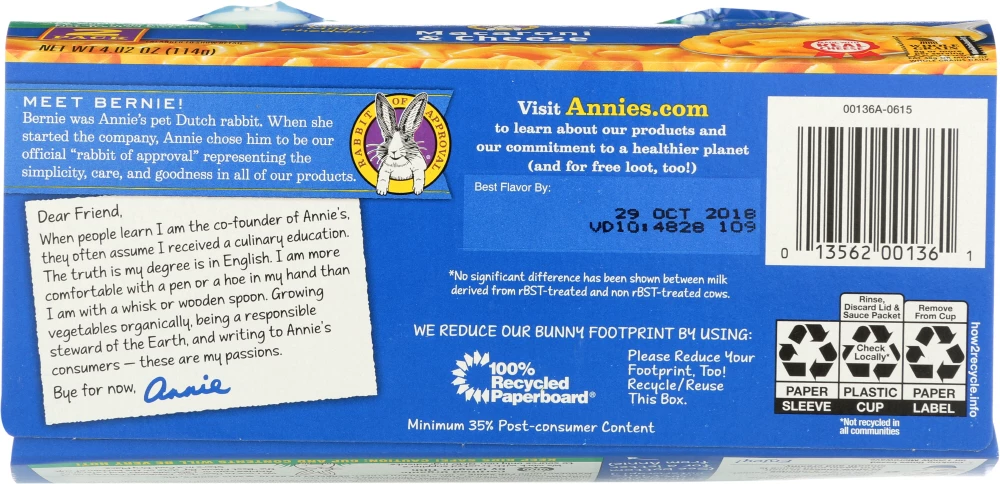 2 PACK
NET WT 4.02 OZ (114g)
Cheddar
Macaroni
& Cheese
MEET BERNIE!
Bernie was Annie's pet Dutch rabbit. When she
started the company, Annie chose him to be our
official "rabbit of approval" representing the
simplicity, care, and goodness in all of our products.
RABBIT OF APPROVAL
Dear Friend,
When people learn I am the co-founder of Annie's,
they often assume I received a culinary education.
The truth is my degree is in English. I am more
comfortable with a pen or a hoe in my hand than
I am with a whisk or wooden spoon. Growing
vegetables organically, being a responsible
steward of the Earth, and writing to Annie's
consumers — these are my passions.
Bye for now, Annie
Visit Annies.com
to learn about our products and
our commitment to a healthier planet
(and for free loot, too!)
Best Flavor By:
29 OCT 2018
VD10:4828 109
*No significant difference has been shown between milk
derived from rBST-treated and non rBST-treated cows.
WE REDUCE OUR BUNNY FOOTPRINT BY USING:
100%
Recycled
Paperboard®
Please Reduce Your
Footprint, Too!
Recycle/Reuse
This Box.
Minimum 35% Post-consumer Content
00136A-0615
0 13562 00136 1
Rinse,
Discard Lid &
Sauce Packet
Remove
From Cup
Check
Locally*
PAPER PLASTIC PAPER
SLEEVE CUP LABEL
*Not recycled in
all communities
how2recycle.info